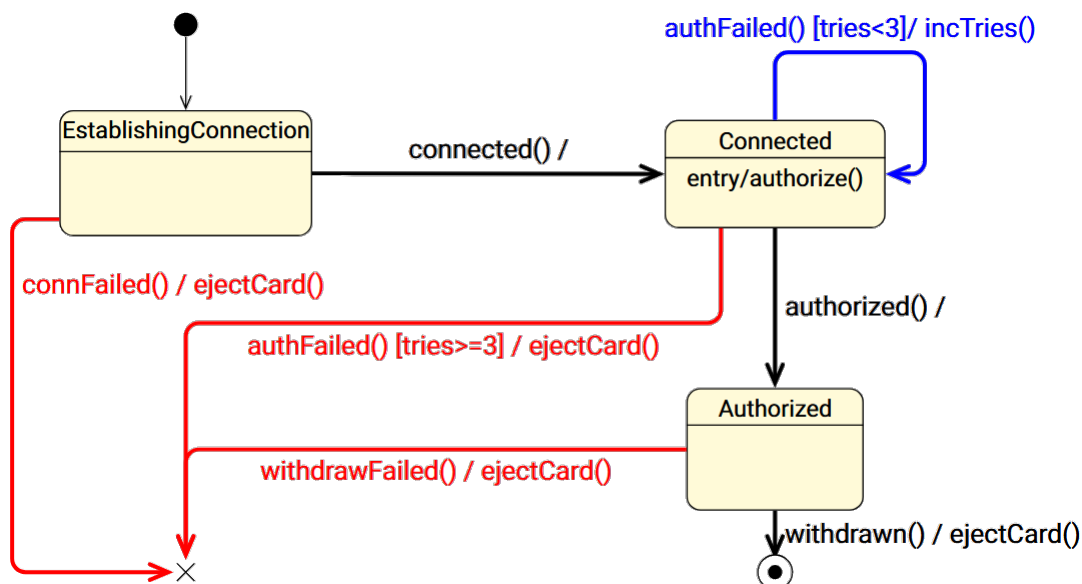 authFailed() [tries<3]/ incTries()
EstablishingConnection
connected() /
Connected
entry/authorize()
connFailed() / ejectCard()
authorized() /
authFailed() [tries>=3] / ejectCard()
Authorized
withdrawFailed() / ejectCard()
withdrawn() / ejectCard()